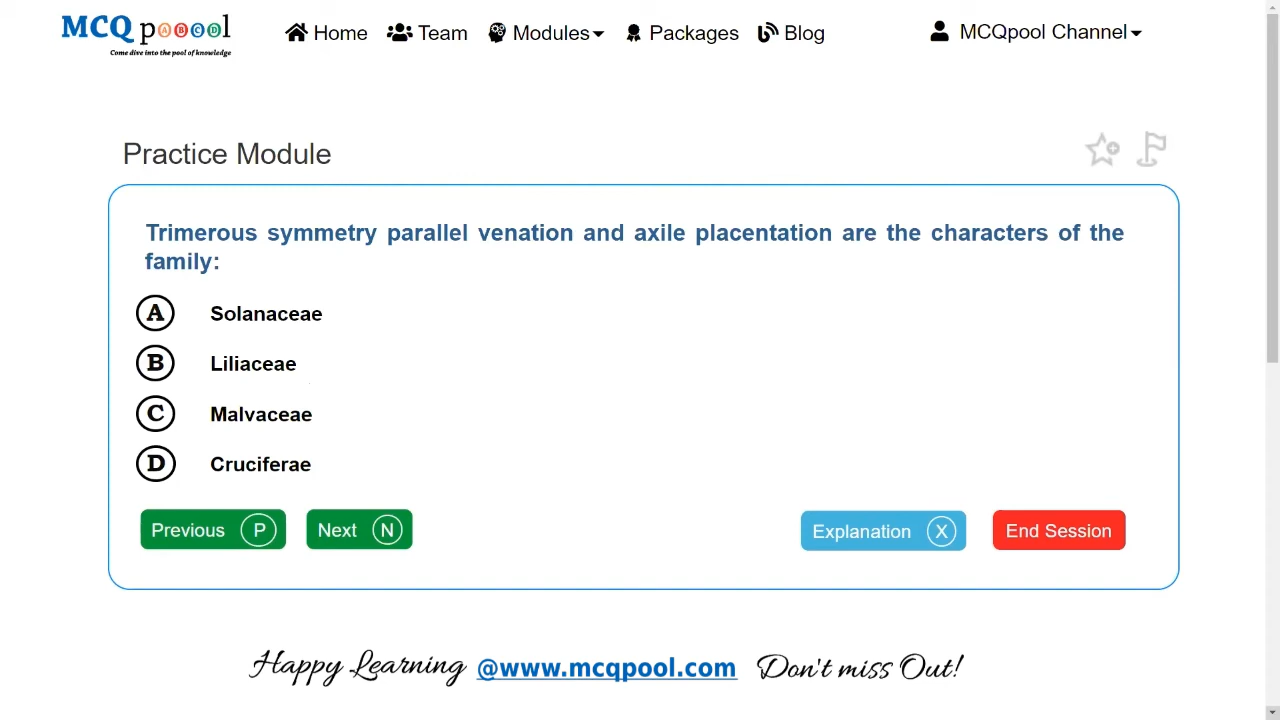 MCQ pABCDl
Come dive into the pool of knowledge
Home Team Modules Packages Blog MCQpool Channel
Practice Module
Trimerous symmetry parallel venation and axile placentation are the characters of the
family:
A Solanaceae
B Liliaceae
C Malvaceae
D Cruciferae
Previous P Next N Explanation X End Session
Happy Learning @www.mcqpool.com Don't miss Out!